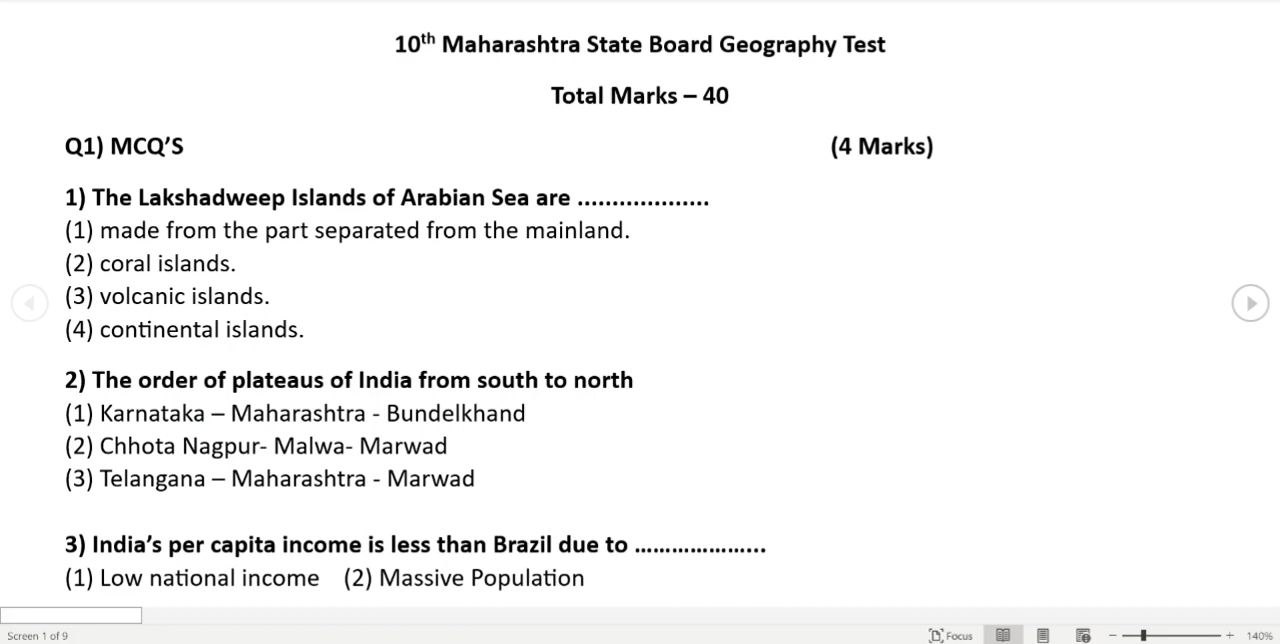 10th Maharashtra State Board Geography Test
Total Marks – 40
Q1) MCQ’S (4 Marks)
1) The Lakshadweep Islands of Arabian Sea are ...................
(1) made from the part separated from the mainland.
(2) coral islands.
(3) volcanic islands.
(4) continental islands.
2) The order of plateaus of India from south to north
(1) Karnataka – Maharashtra - Bundelkhand
(2) Chhota Nagpur- Malwa- Marwad
(3) Telangana – Maharashtra - Marwad
3) India’s per capita income is less than Brazil due to .....................
(1) Low national income (2) Massive Population
Screen 1 of 9 Focus 140%